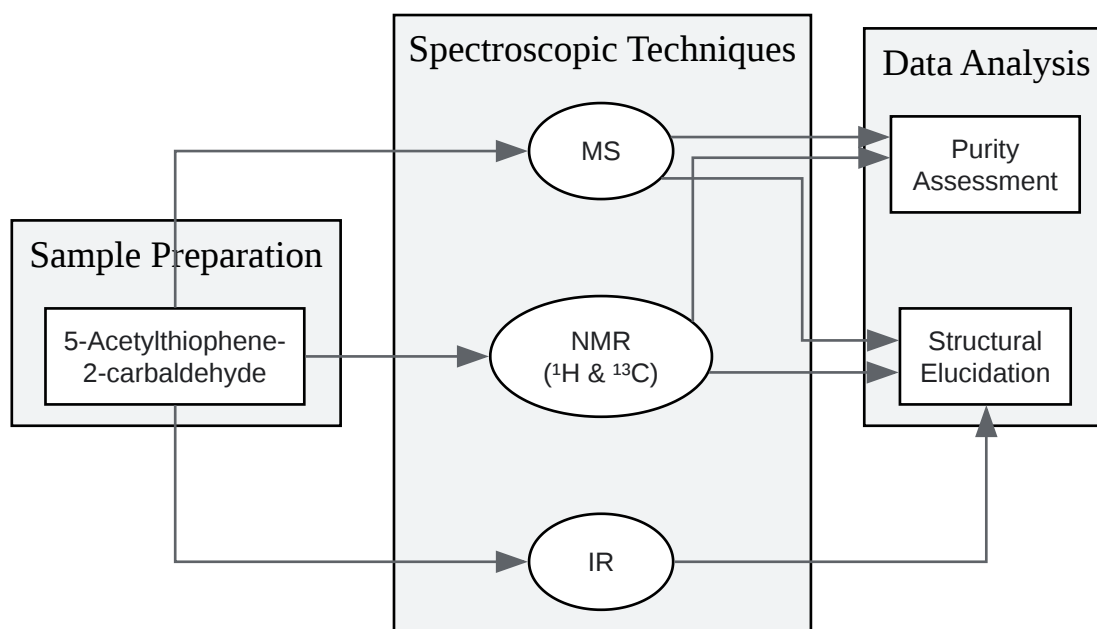 Spectroscopic Techniques
Data Analysis
MS
Purity
Assessment
Sample Preparation
5-Acetylthiophene-
2-carbaldehyde
NMR
(¹H & ¹³C)
Structural
Elucidation
IR